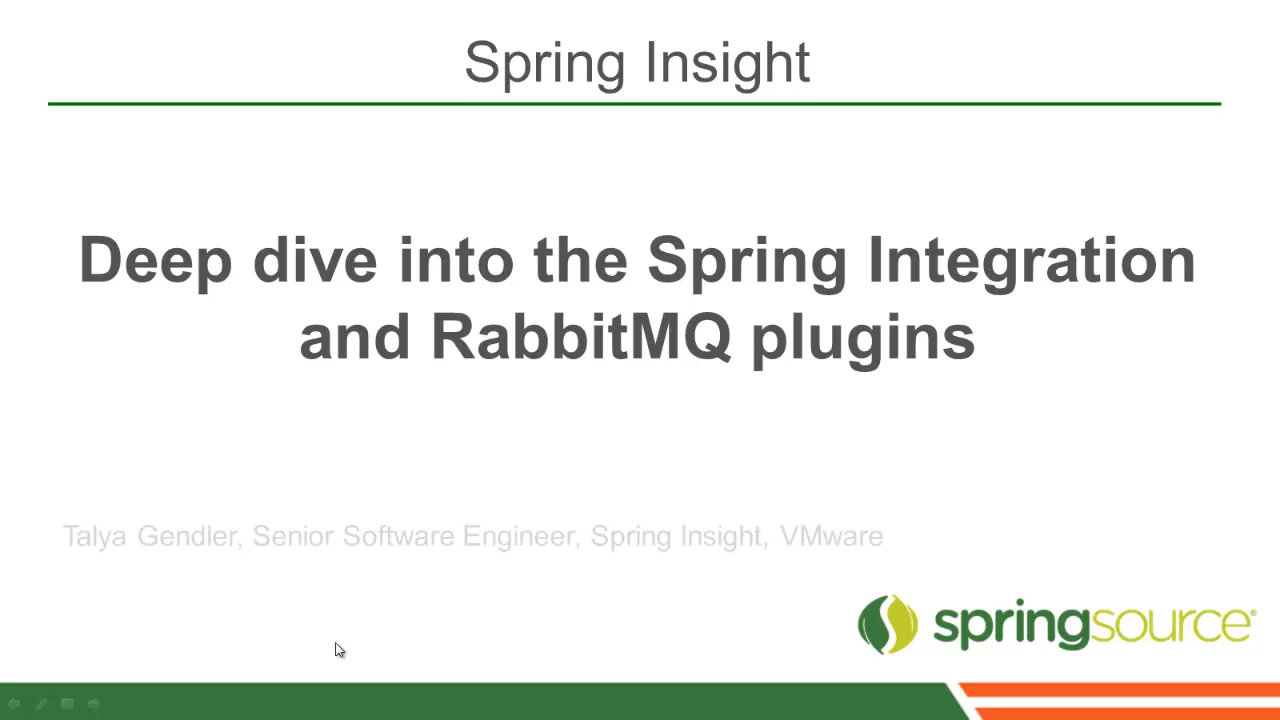 Spring Insight
Deep dive into the Spring Integration
and RabbitMQ plugins
Talya Gendler, Senior Software Engineer, Spring Insight, VMware
springsource®